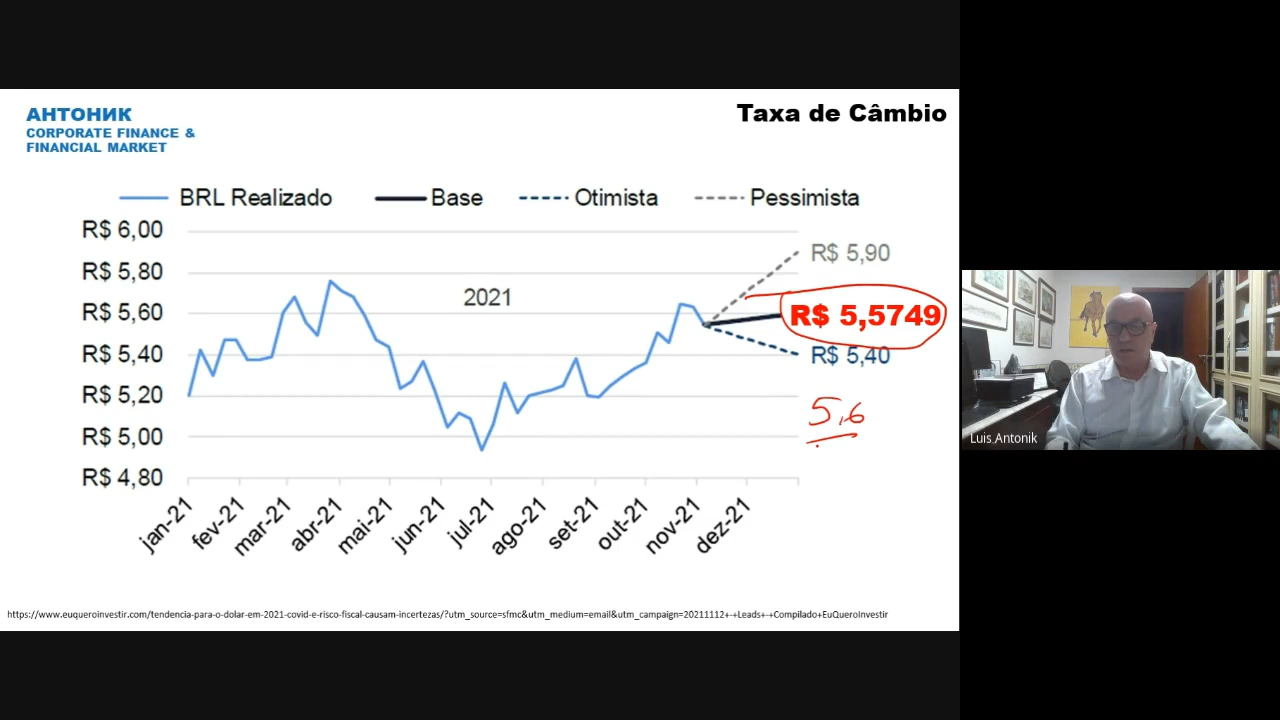 АНТОНИК
CORPORATE FINANCE &
FINANCIAL MARKET
Taxa de Câmbio
BRL Realizado Base Otimista Pessimista
R$ 6,00
R$ 5,80
R$ 5,60
R$ 5,40
R$ 5,20
R$ 5,00
R$ 4,80
2021
R$ 5,90
R$ 5,5749
R$ 5,40
5,6
jan-21 fev-21 mar-21 abr-21 mai-21 jun-21 jul-21 ago-21 set-21 out-21 nov-21 dez-21
https://www.euqueroinvestir.com/tendencia-para-o-dolar-em-2021-covid-e-risco-fiscal-causam-incertezas/?utm_source=sfmc&utm_medium=email&utm_campaign=20211112+-+Leads+-+Compilado+EuQueroInvestir
Luis Antonik